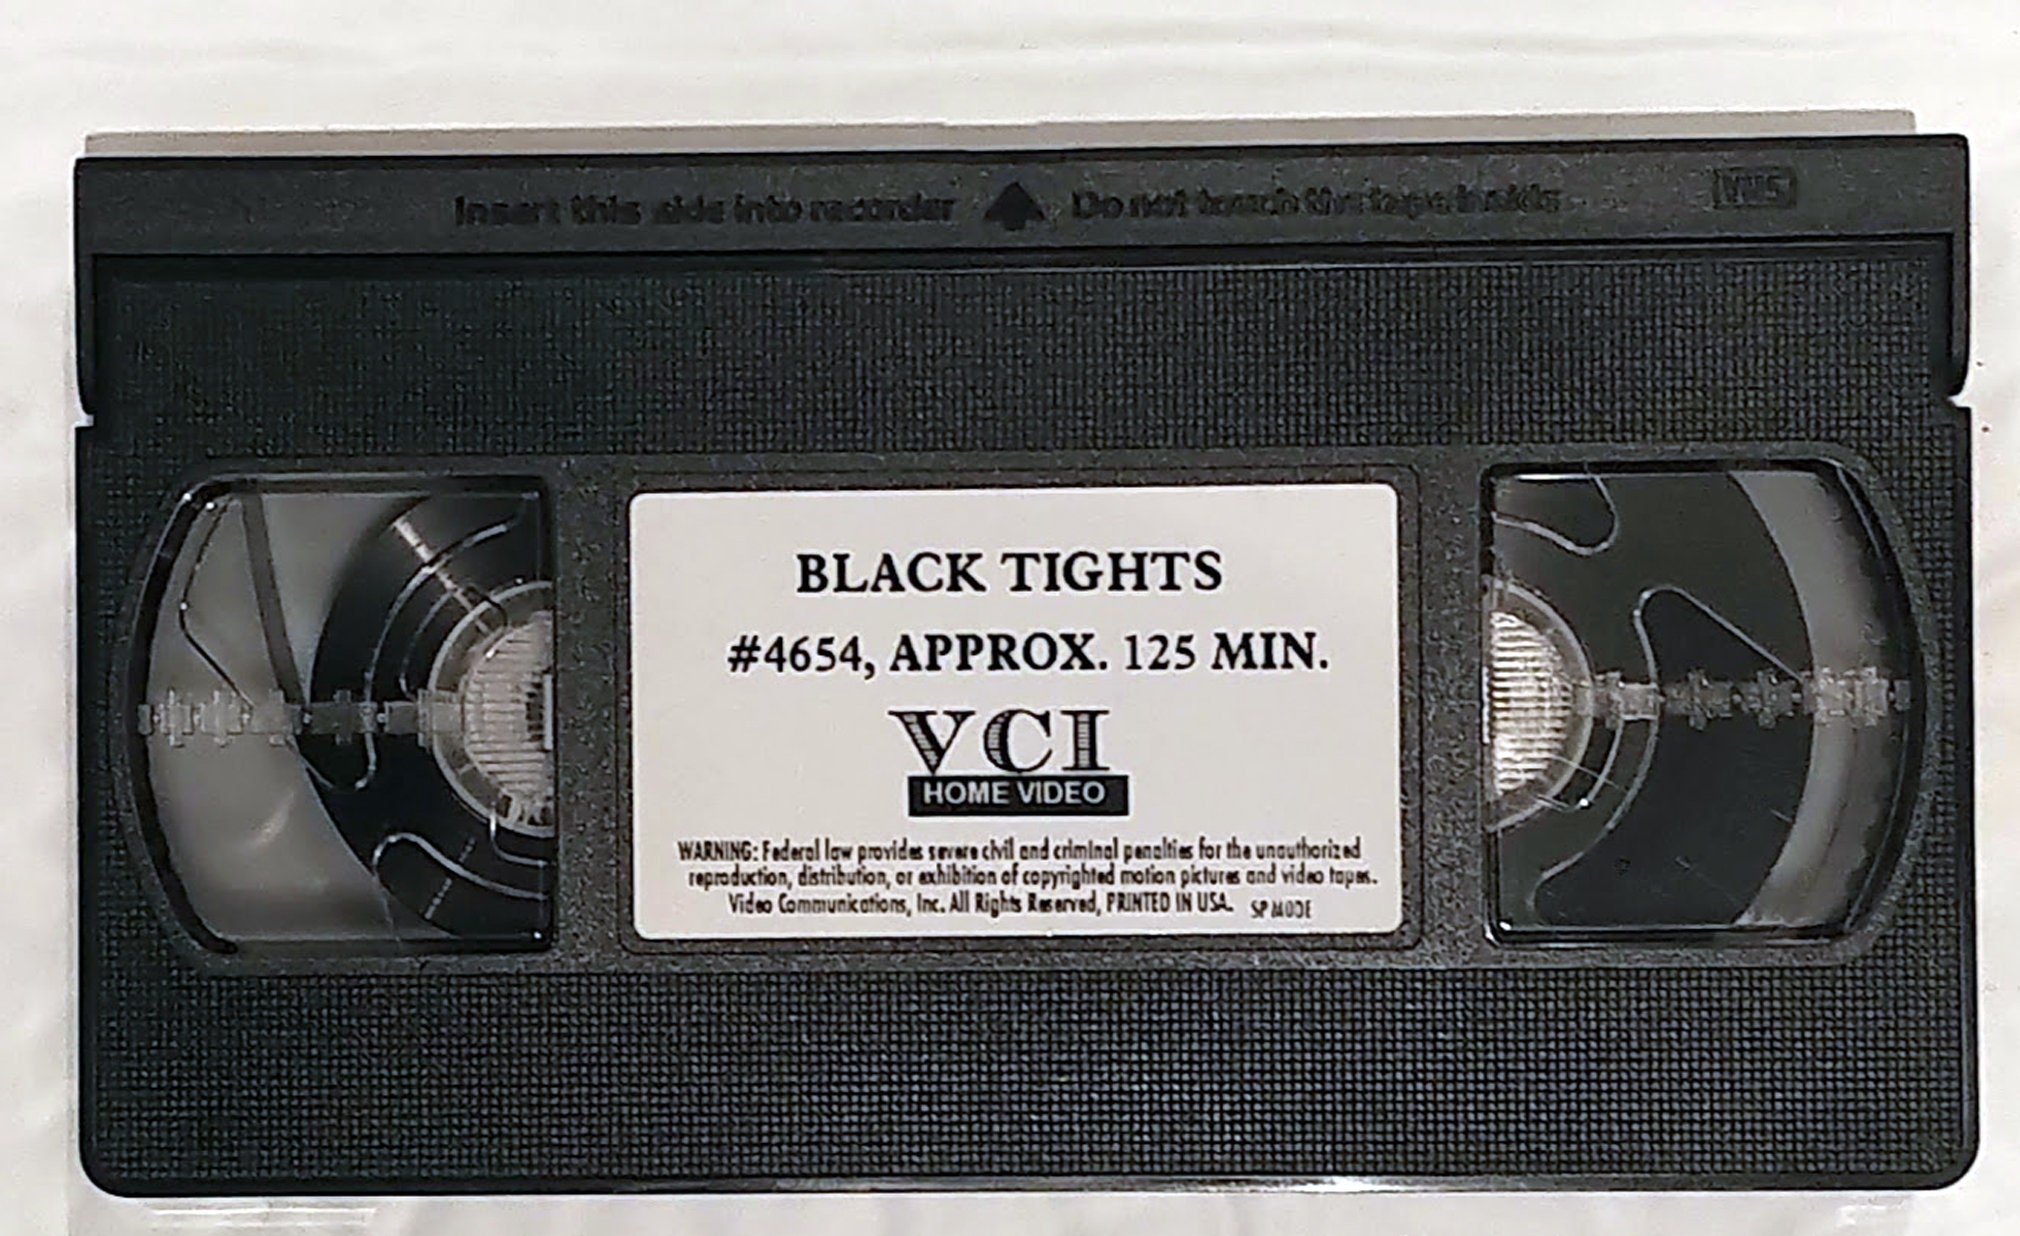 Insert this side into recorder Do not touch the tape inside VHS
BLACK TIGHTS
#4654, APPROX. 125 MIN.
VCI
HOME VIDEO
WARNING: Federal law provides severe civil and criminal penalties for the unauthorized
reproduction, distribution, or exhibition of copyrighted motion pictures and video tapes.
Video Communications, Inc. All Rights Reserved, PRINTED IN USA. SP MODE